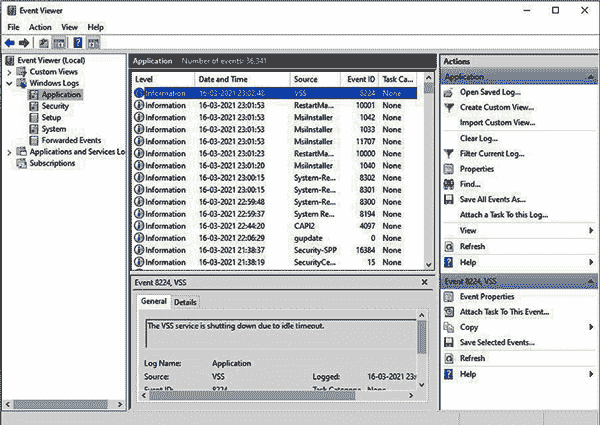 Event Viewer
File Action View Help
Event Viewer (Local)
Custom Views
Windows Logs
Application
Security
Setup
System
Forwarded Events
Applications and Services Lo
Subscriptions
Application Number of events: 36,341
Level Date and Time Source Event ID Task Ca...
Information 16-03-2021 23:02:48 VSS 8224 None
Information 16-03-2021 23:01:53 RestartMa... 10001 None
Information 16-03-2021 23:01:53 MsiInstaller 1042 None
Information 16-03-2021 23:01:53 MsiInstaller 1033 None
Information 16-03-2021 23:01:53 MsiInstaller 11707 None
Information 16-03-2021 23:01:23 RestartMa... 10000 None
Information 16-03-2021 23:01:20 MsiInstaller 1040 None
Information 16-03-2021 23:00:15 System-Re... 8302 None
Information 16-03-2021 23:00:15 System-Re... 8301 None
Information 16-03-2021 22:59:48 System-Re... 8300 None
Information 16-03-2021 22:59:37 System Re... 8194 None
Information 16-03-2021 22:44:20 CAPI2 4097 None
Information 16-03-2021 22:06:29 gupdate 0 None
Information 16-03-2021 21:38:37 Security-SPP 16384 None
Information 16-03-2021 21:38:19 SecurityCe... 15 None
Event 8224, VSS
General Details
The VSS service is shutting down due to idle timeout.
Log Name: Application
Source: VSS Logged: 16-03-2021 23:
Event ID: 8224 Task Category: None
Actions
Application
Open Saved Log...
Create Custom View...
Import Custom View...
Clear Log...
Filter Current Log...
Properties
Find...
Save All Events As...
Attach a Task To this Log...
View
Refresh
Help
Event 8224, VSS
Event Properties
Attach Task To This Event...
Copy
Save Selected Events...
Refresh
Help